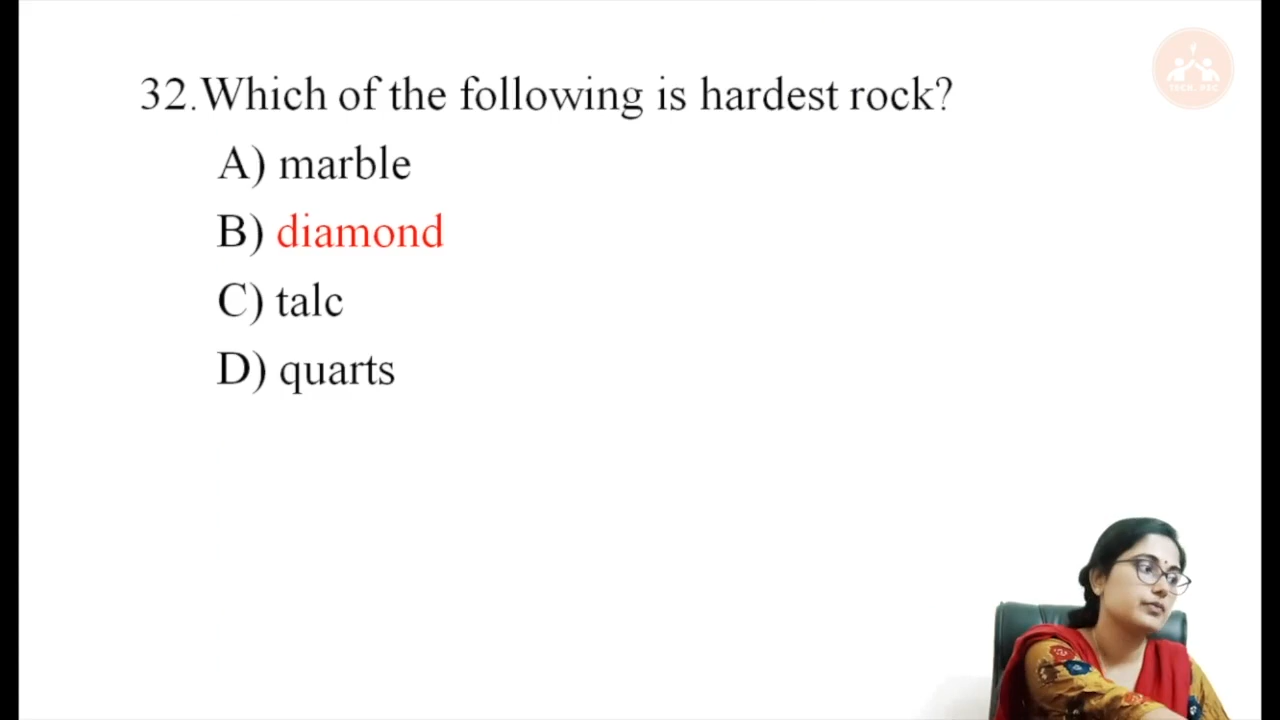 32.Which of the following is hardest rock?
A) marble
B) diamond
C) talc
D) quarts